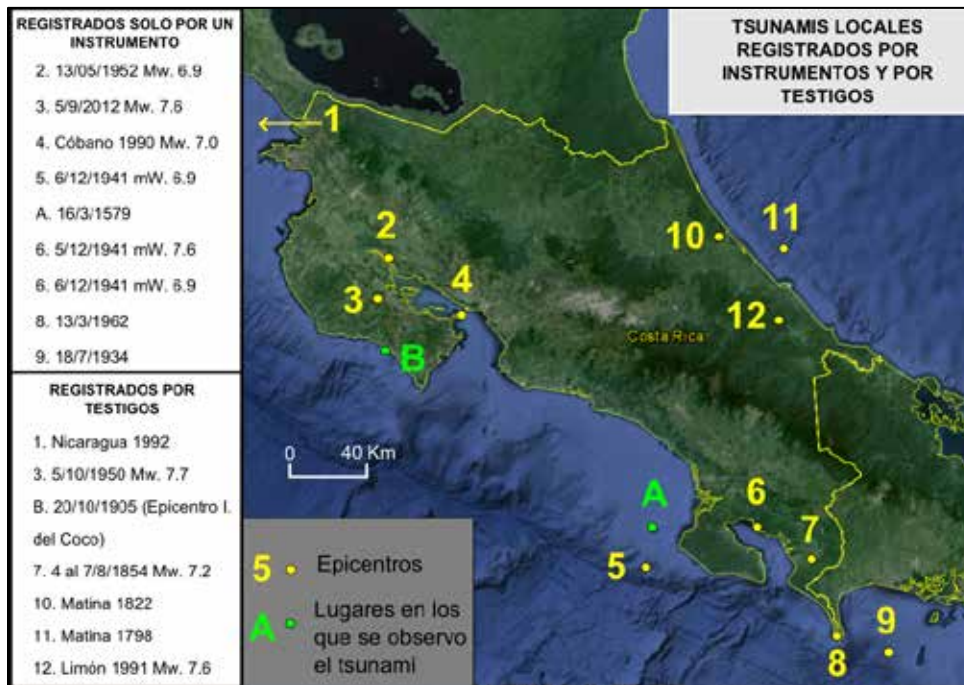 REGISTRADOS SOLO POR UN
INSTRUMENTO
2. 13/05/1952 Mw. 6.9
3. 5/9/2012 Mw. 7.6
4. Cóbano 1990 Mw. 7.0
5. 6/12/1941 mW. 6.9
A. 16/3/1579
6. 5/12/1941 mW. 7.6
6. 6/12/1941 mW. 6.9
8. 13/3/1962
9. 18/7/1934
REGISTRADOS POR
TESTIGOS
1. Nicaragua 1992
3. 5/10/1950 Mw. 7.7
B. 20/10/1905 (Epicentro I.
del Coco)
7. 4 al 7/8/1854 Mw. 7.2
10. Matina 1822
11. Matina 1798
12. Limón 1991 Mw. 7.6
TSUNAMIS LOCALES
REGISTRADOS POR
INSTRUMENTOS Y POR
TESTIGOS
1
2
3
4
B
10
11
12
Costa Rica
0 40 Km
A
5
6
7
8
9
5 Epicentros
A Lugares en los
que se observo
el tsunami